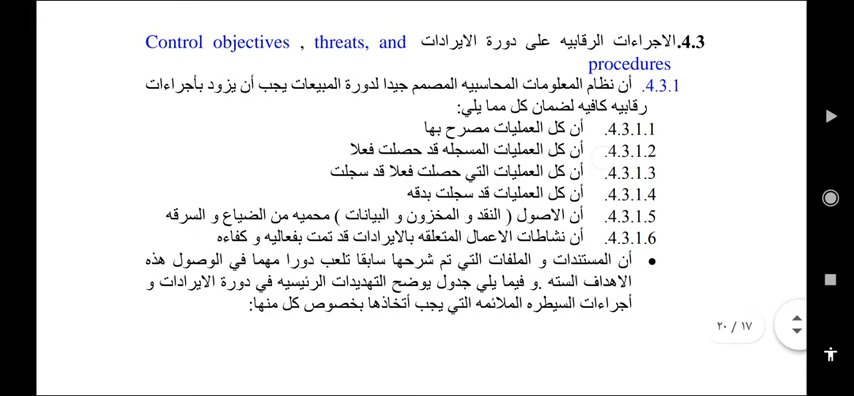 4.3. الاجراءات الرقابيه على دورة الايرادات Control objectives , threats, and
procedures
4.3.1. أن نظام المعلومات المحاسبيه المصمم جيدا لدورة المبيعات يجب أن يزود بأجراءات
رقابيه كافيه لضمان كل مما يلي:
4.3.1.1. أن كل العمليات مصرح بها
4.3.1.2. أن كل العمليات المسجله قد حصلت فعلا
4.3.1.3. أن كل العمليات التي حصلت فعلا قد سجلت
4.3.1.4. أن كل العمليات قد سجلت بدقه
4.3.1.5. أن الاصول ( النقد و المخزون و البيانات ) محميه من الضياع و السرقه
4.3.1.6. أن نشاطات الاعمال المتعلقه بالايرادات قد تمت بفعاليه و كفاءه
• أن المستندات و الملفات التي تم شرحها سابقا تلعب دورا مهما في الوصول هذه
الاهداف السته .و فيما يلي جدول يوضح التهديدات الرئيسيه في دورة الايرادات و
أجراءات السيطره الملائمه التي يجب أتخاذها بخصوص كل منها:
١٧ / ٢٠